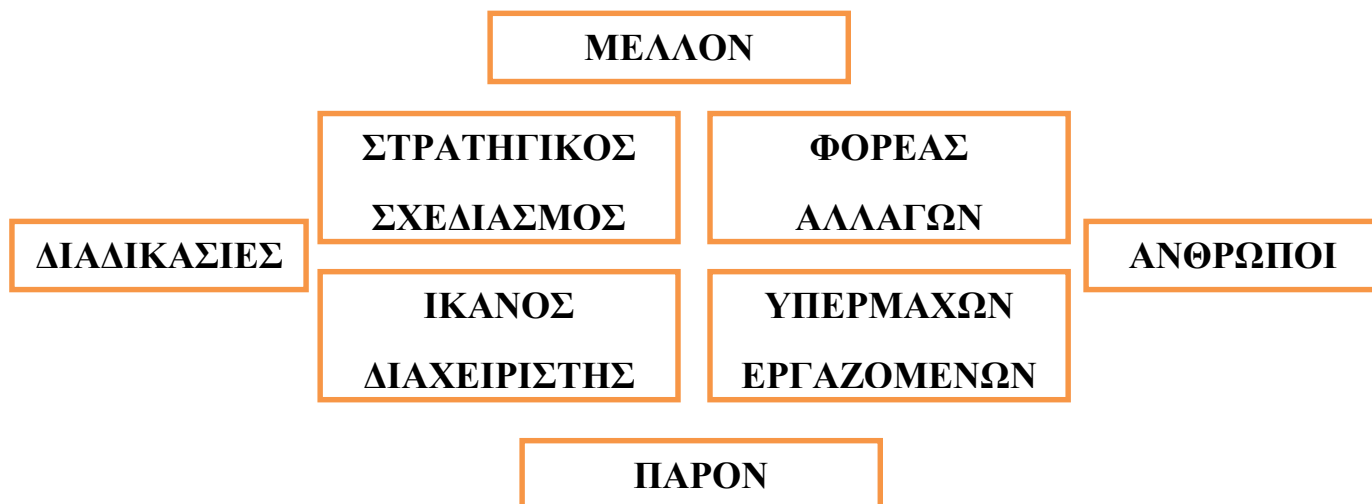 ΜΕΛΛΟΝ
ΣΤΡΑΤΗΓΙΚΟΣ
ΣΧΕΔΙΑΣΜΟΣ
ΦΟΡΕΑΣ
ΑΛΛΑΓΩΝ
ΔΙΑΔΙΚΑΣΙΕΣ
ΑΝΘΡΩΠΟΙ
ΙΚΑΝΟΣ
ΔΙΑΧΕΙΡΙΣΤΗΣ
ΥΠΕΡΜΑΧΩΝ
ΕΡΓΑΖΟΜΕΝΩΝ
ΠΑΡΟΝ